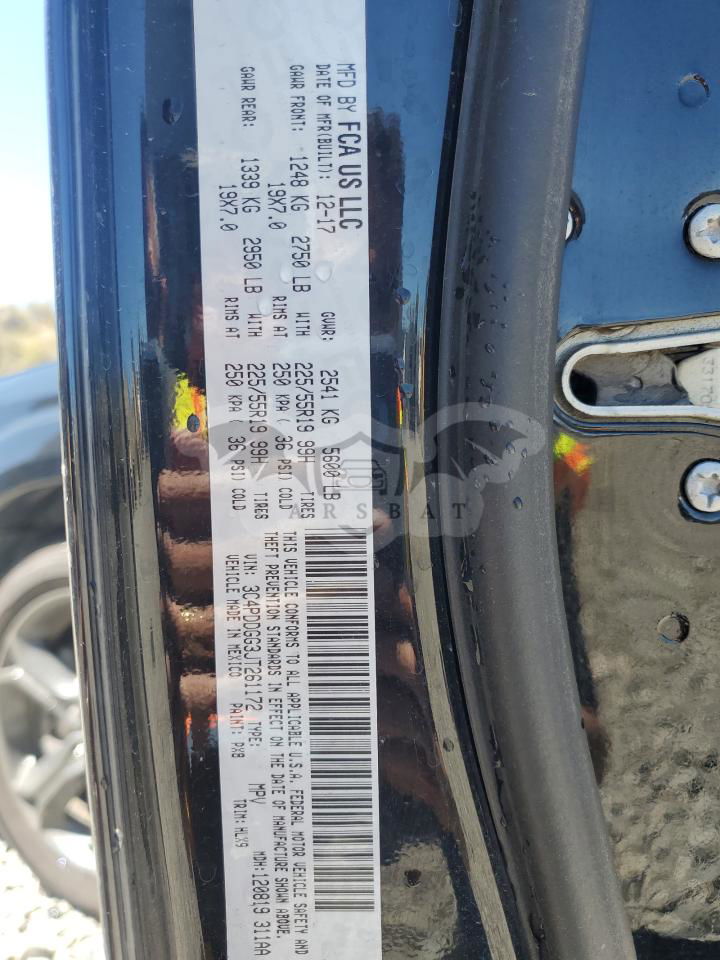 MFD BY FCA US LLC
DATE OF MFR(BUILT): 12-17 GVWR: 2541 KG 5600 LB
GAWR FRONT: 1248 KG 2750 LB WITH 225/55R19 99H TIRES
19X7.0 RIMS AT 250 KPA ( 36 PSI) COLD
GAWR REAR: 1339 KG 2950 LB WITH 225/55R19 99H TIRES
19X7.0 RIMS AT 250 KPA ( 36 PSI) COLD
THIS VEHICLE CONFORMS TO ALL APPLICABLE U.S.A. FEDERAL MOTOR VEHICLE SAFETY AND
THEFT PREVENTION STANDARDS IN EFFECT ON THE DATE OF MANUFACTURE SHOWN ABOVE.
VIN: 3C4PDDGG3JT261172 TYPE: MPV MDH:120819 311AA
VEHICLE MADE IN MEXICO PAINT: PX8 TRIM:HLX9
ARSBAT